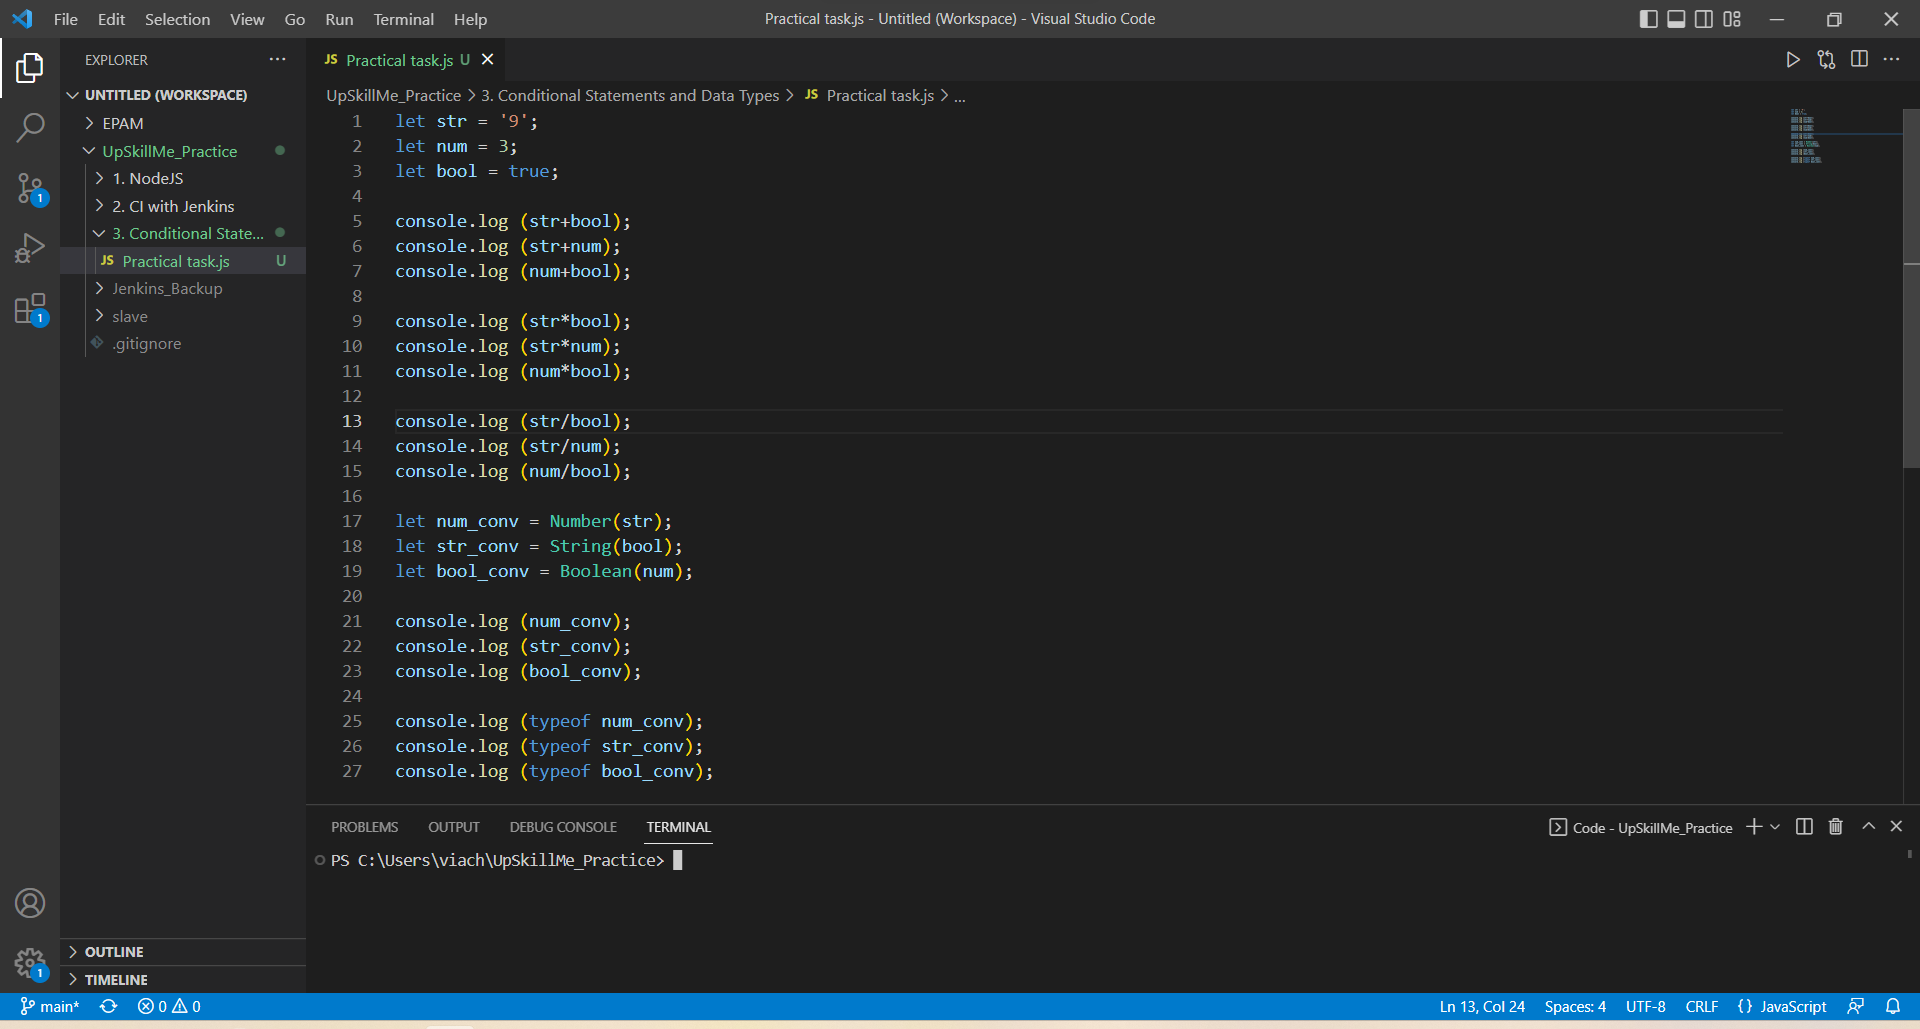 File Edit Selection View Go Run Terminal Help
Practical task.js - Untitled (Workspace) - Visual Studio Code
EXPLORER
UNTITLED (WORKSPACE)
EPAM
UpSkillMe_Practice
1. NodeJS
2. CI with Jenkins
3. Conditional State...
JS Practical task.js U
Jenkins_Backup
slave
.gitignore
OUTLINE
TIMELINE
1
1
1
JS Practical task.js U
UpSkillMe_Practice > 3. Conditional Statements and Data Types > JS Practical task.js > ...
1 let str = '9';
2 let num = 3;
3 let bool = true;
4
5 console.log (str+bool);
6 console.log (str+num);
7 console.log (num+bool);
8
9 console.log (str*bool);
10 console.log (str*num);
11 console.log (num*bool);
12
13 console.log (str/bool);
14 console.log (str/num);
15 console.log (num/bool);
16
17 let num_conv = Number(str);
18 let str_conv = String(bool);
19 let bool_conv = Boolean(num);
20
21 console.log (num_conv);
22 console.log (str_conv);
23 console.log (bool_conv);
24
25 console.log (typeof num_conv);
26 console.log (typeof str_conv);
27 console.log (typeof bool_conv);
PROBLEMS OUTPUT DEBUG CONSOLE TERMINAL
Code - UpSkillMe_Practice
PS C:\Users\viach\UpSkillMe_Practice>
main* 0 0
Ln 13, Col 24 Spaces: 4 UTF-8 CRLF {} JavaScript